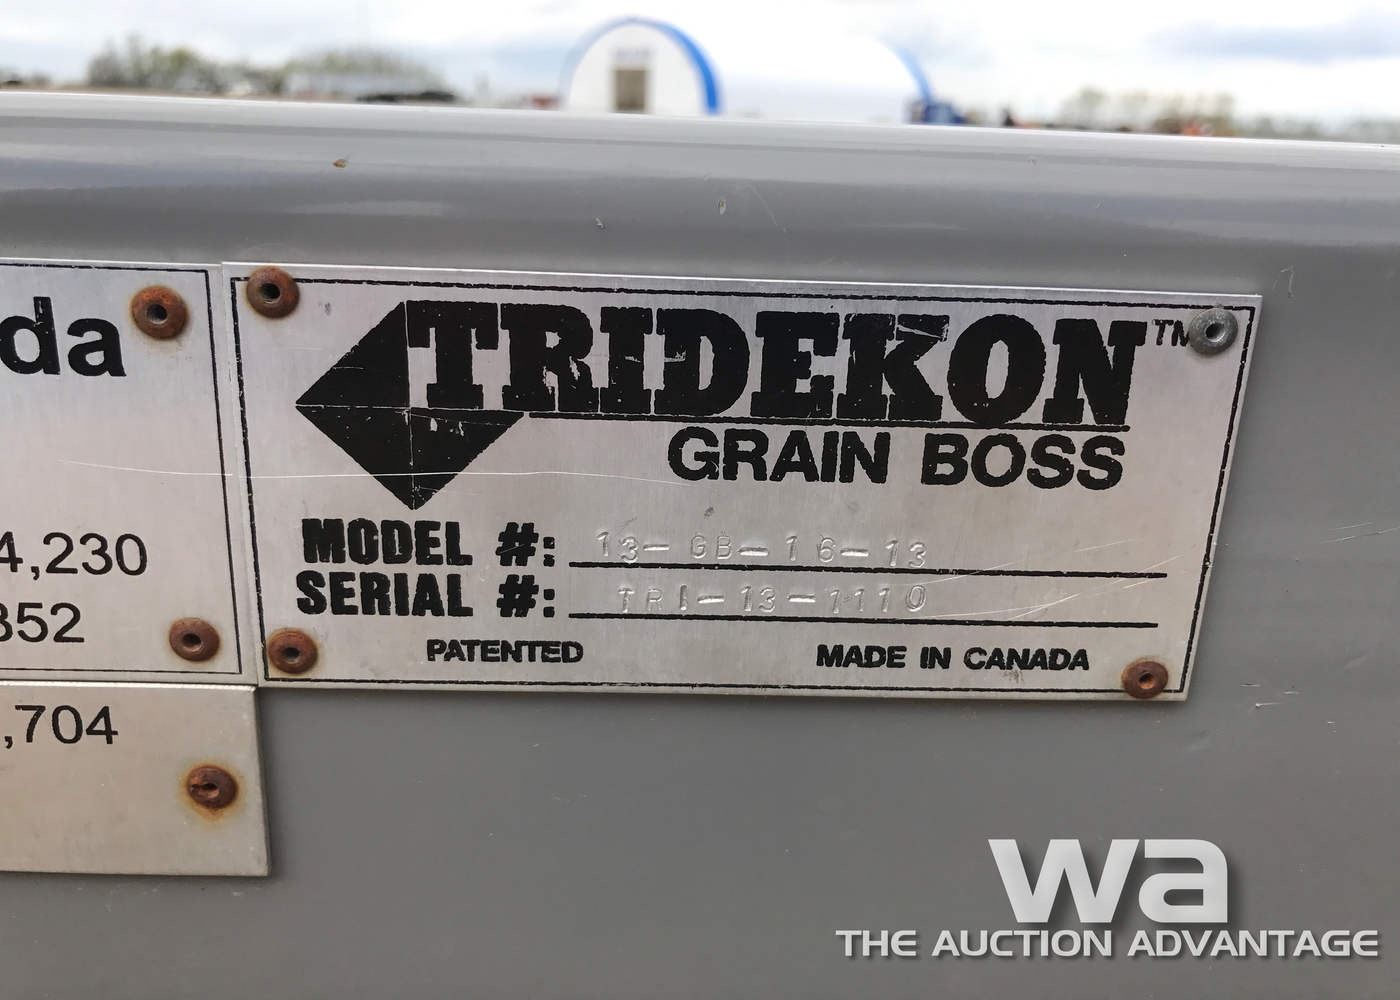 da
4,230
352
,704
TRIDEKON™
GRAIN BOSS
MODEL #: 13-GB-16-13
SERIAL #: TRI-13-1110
PATENTED MADE IN CANADA
wa
THE AUCTION ADVANTAGE